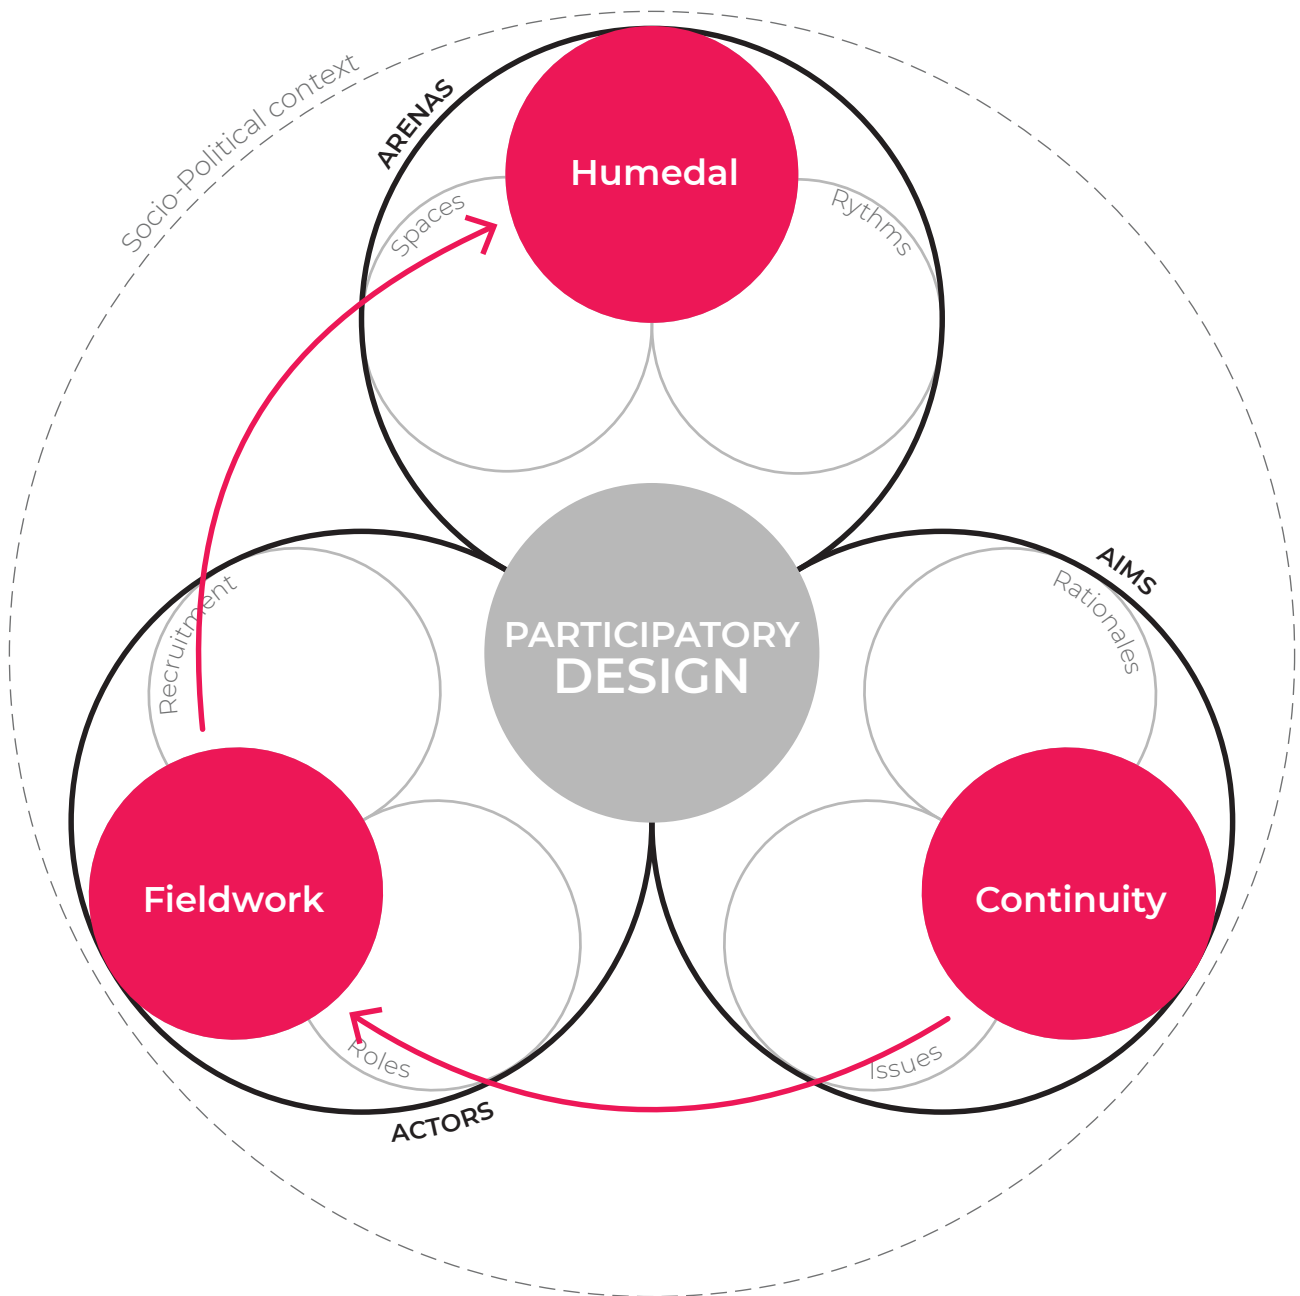 Socio-Political context
ARENAS
Humedal
Spaces
Rythms
AIMS
Rationales
Recruitment
PARTICIPATORY
DESIGN
Fieldwork
Continuity
Roles
Issues
ACTORS